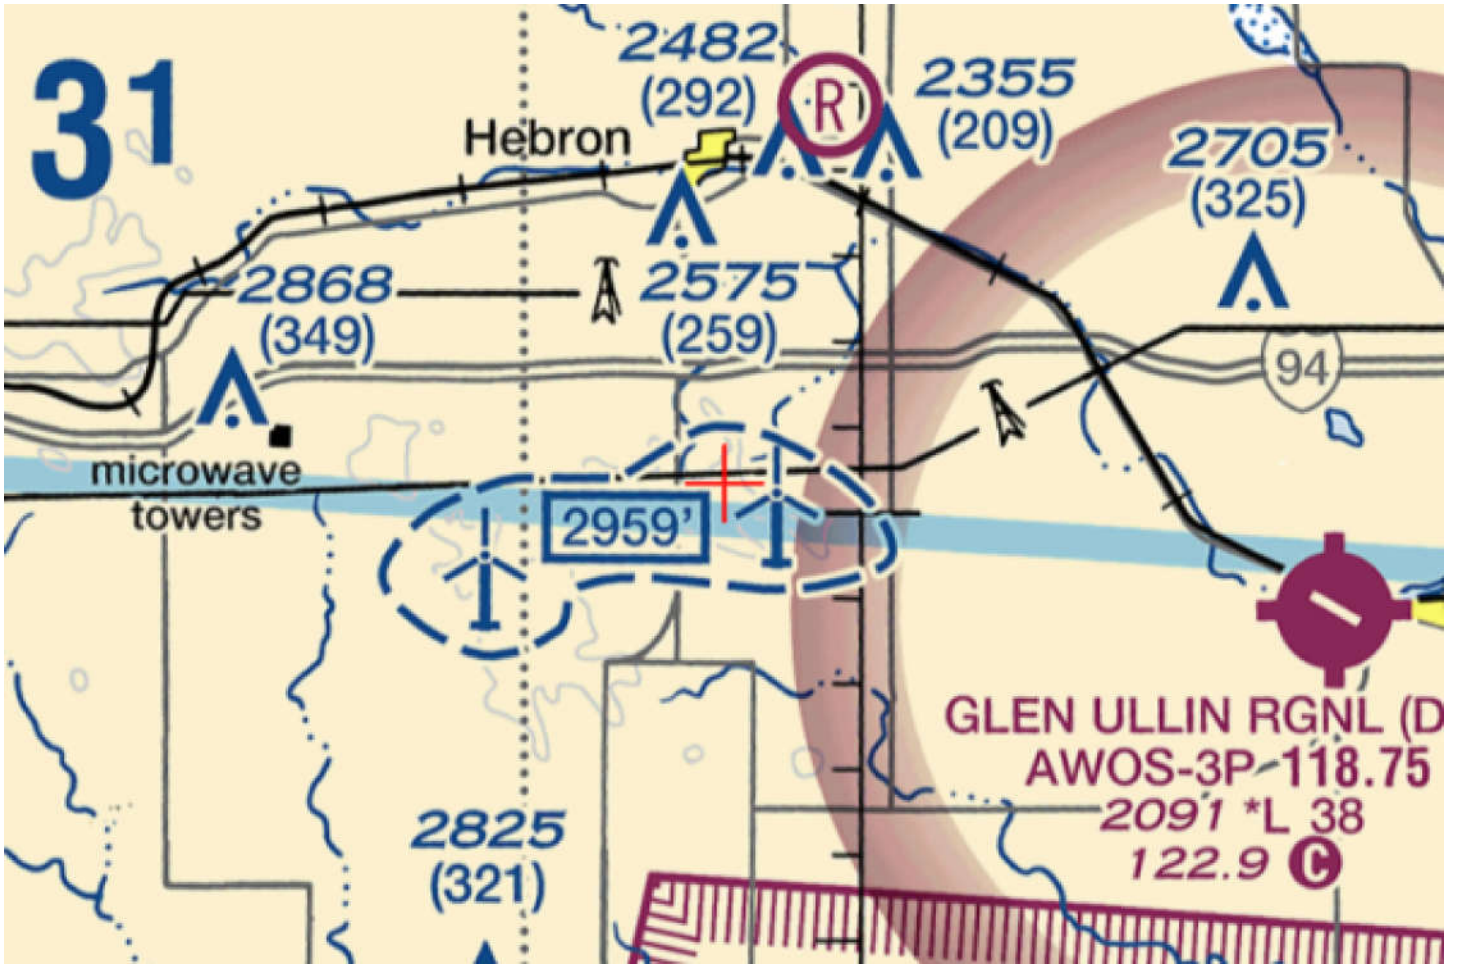 31
2482
(292)
R
2355
(209)
2705
(325)
Hebron
2868
(349)
2575
(259)
94
microwave
towers
2959'
GLEN ULLIN RGNL (D
AWOS-3P 118.75
2091 *L 38
122.9 C
2825
(321)